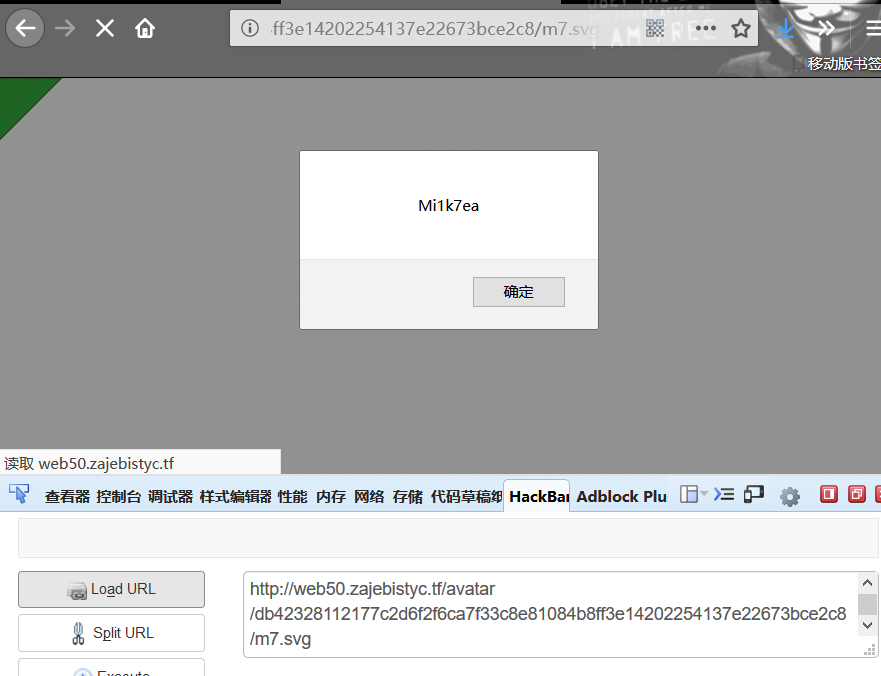 ff3e14202254137e22673bce2c8/m7.svg
I AM FREE
移动版书签
Mi1k7ea
确定
读取 web50.zajebistyc.tf
查看器 控制台 调试器 样式编辑器 性能 内存 网络 存储 代码草稿纸 HackBar Adblock Plu
Load URL
http://web50.zajebistyc.tf/avatar
/db42328112177c2d6f2f6ca7f33c8e81084b8ff3e14202254137e22673bce2c8
/m7.svg
Split URL
Execute